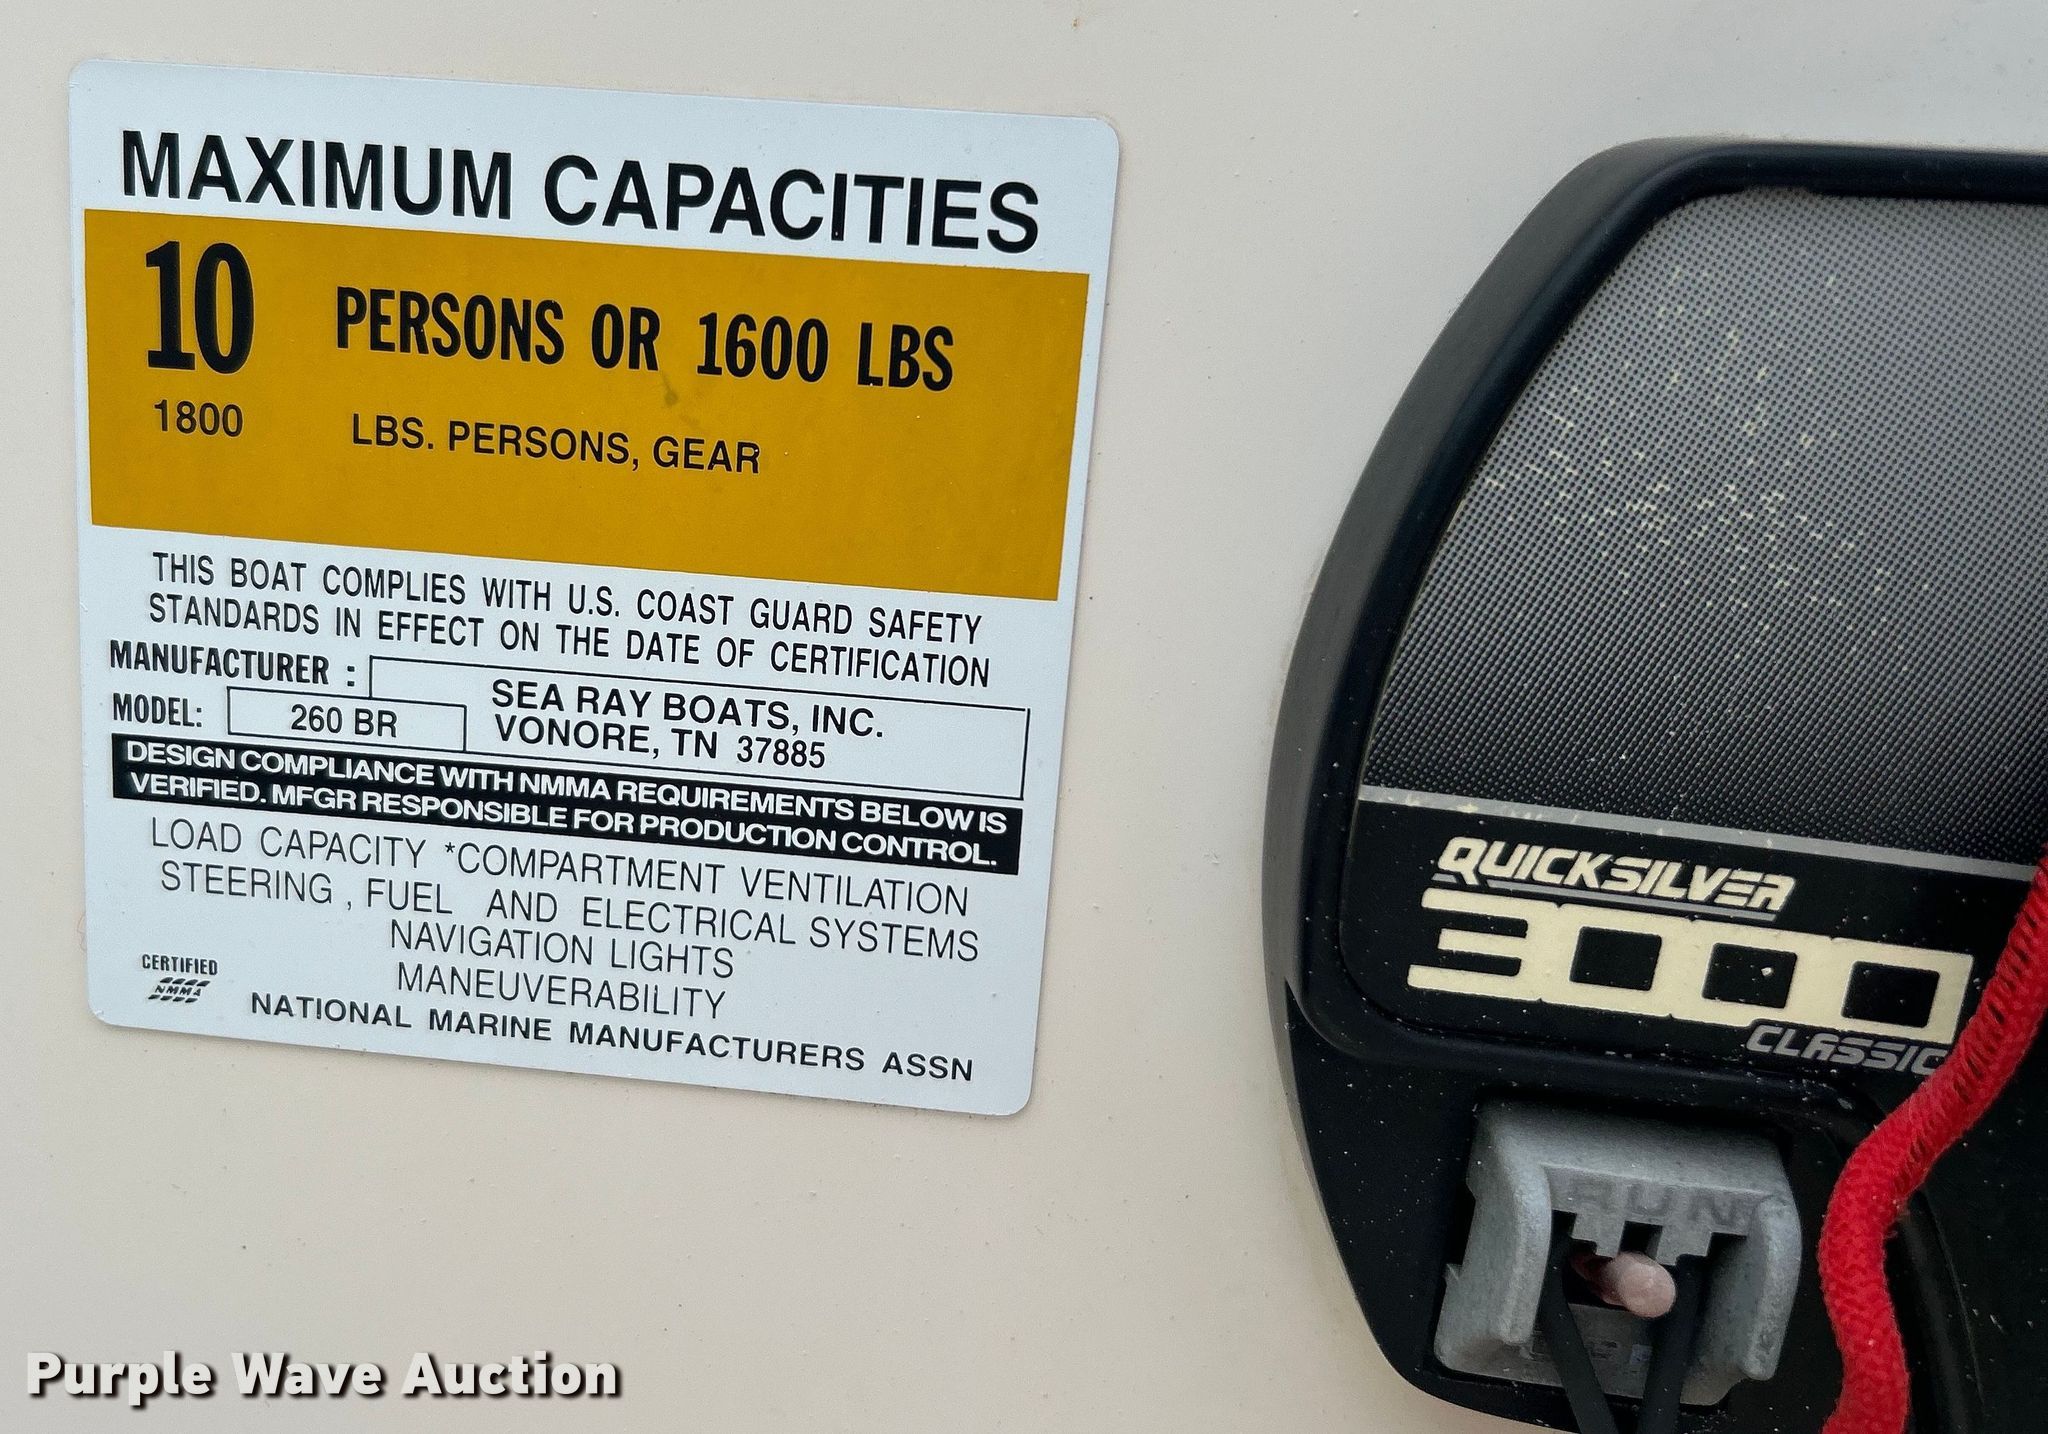 MAXIMUM CAPACITIES
10 PERSONS OR 1600 LBS
1800 LBS. PERSONS, GEAR
THIS BOAT COMPLIES WITH U.S. COAST GUARD SAFETY
STANDARDS IN EFFECT ON THE DATE OF CERTIFICATION
MANUFACTURER :
SEA RAY BOATS, INC.
VONORE, TN 37885
MODEL: 260 BR
DESIGN COMPLIANCE WITH NMMA REQUIREMENTS BELOW IS
VERIFIED. MFGR RESPONSIBLE FOR PRODUCTION CONTROL.
LOAD CAPACITY *COMPARTMENT VENTILATION
STEERING , FUEL AND ELECTRICAL SYSTEMS
NAVIGATION LIGHTS
MANEUVERABILITY
CERTIFIED
NMMA
NATIONAL MARINE MANUFACTURERS ASSN
QUICKSILVER
3000
CLASSIC
RUN
Purple Wave Auction